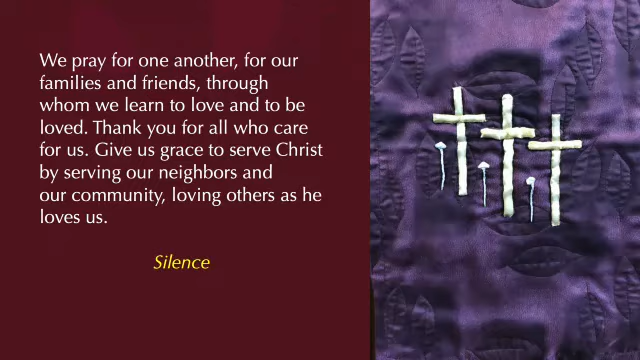 We pray for one another, for our
families and friends, through
whom we learn to love and to be
loved. Thank you for all who care
for us. Give us grace to serve Christ
by serving our neighbors and
our community, loving others as he
loves us.
Silence